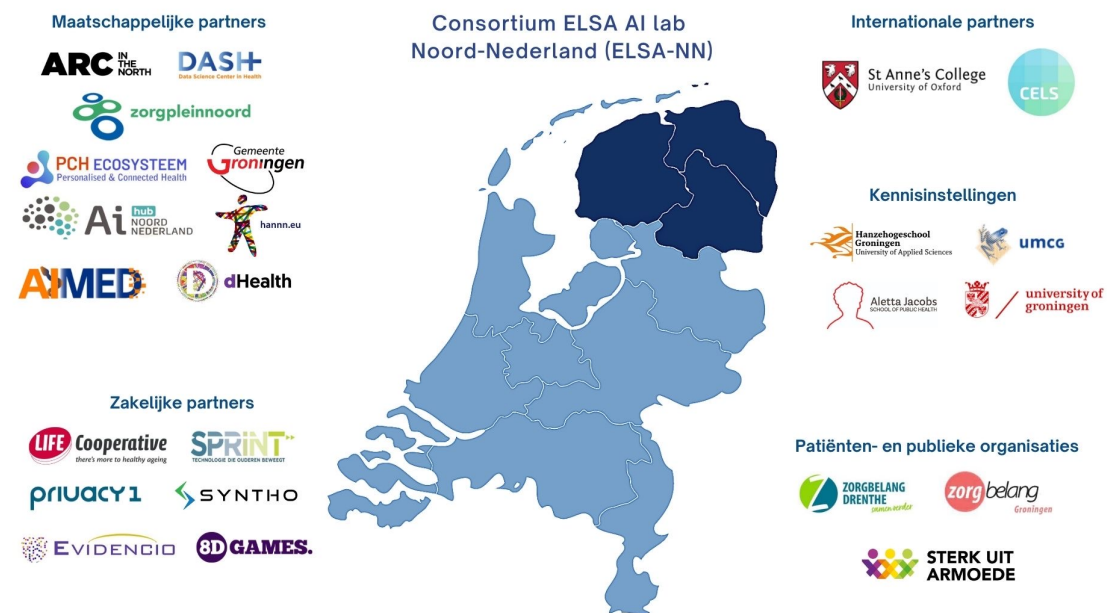 Maatschappelijke partners
ARC IN THE NORTH
DASH
Data Science Center in Health
zorgpleinnoord
PCH ECOSYSTEEM
Personalised & Connected Health
Gemeente
Groningen
Ai hub NOORD NEDERLAND
hannn.eu
AIMED
D dHealth
Zakelijke partners
LIFE Cooperative
there's more to healthy ageing
SPRINT
TECHNOLOGIE DIE OUDEREN BEWEEGT
PRIVACY1
SYNTHO
EVIDENCIO
8D GAMES.
Consortium ELSA AI lab
Noord-Nederland (ELSA-NN)
Internationale partners
St Anne's College
University of Oxford
CELS
Kennisinstellingen
Hanzehogeschool
Groningen
University of Applied Sciences
umcg
Aletta Jacobs
SCHOOL OF PUBLIC HEALTH
university of
groningen
Patiënten- en publieke organisaties
ZORGBELANG
DRENTHE
samen verder
zorgbelang
Groningen
STERK UIT
ARMOEDE